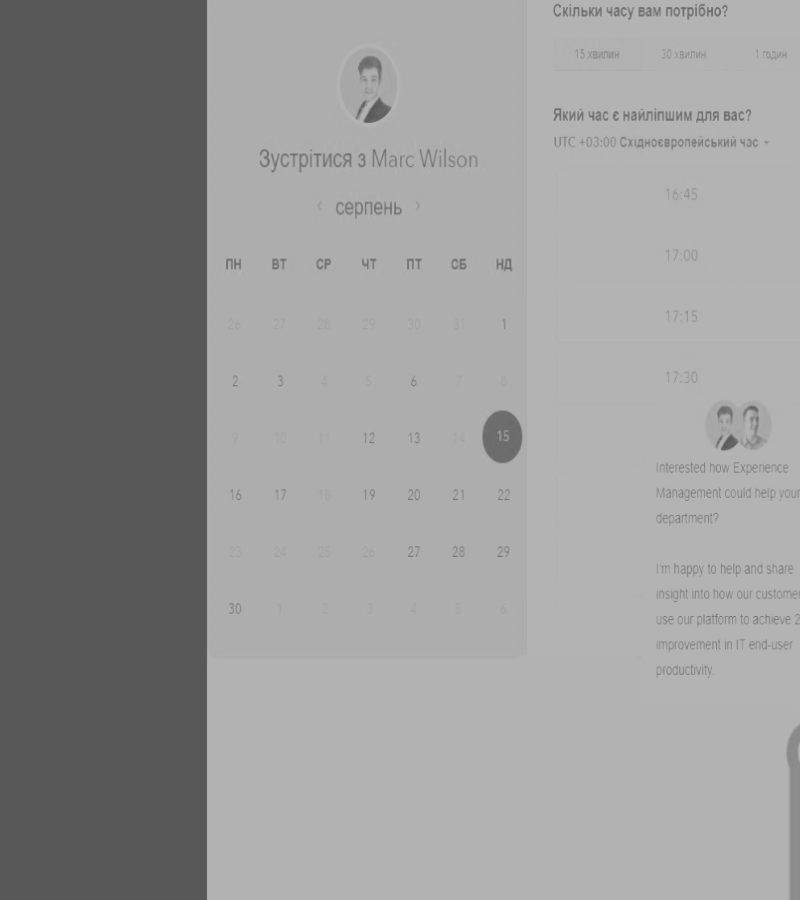 Зустрітися з Marc Wilson
‹ серпень ›
ПН ВТ СР ЧТ ПТ СБ НД
26 27 28 29 30 31 1
2 3 4 5 6 7 8
9 10 11 12 13 14 15
16 17 18 19 20 21 22
23 24 25 26 27 28 29
30 1 2 3 4 5 6
Скільки часу вам потрібно?
15 хвилин 30 хвилин 1 годин
Який час є найліпшим для вас?
UTC +03:00 Східноєвропейський час
16:45
17:00
17:15
17:30
Interested how Experience
Management could help your
department?
I'm happy to help and share
insight into how our customer
use our platform to achieve 2
improvement in IT end-user
productivity.